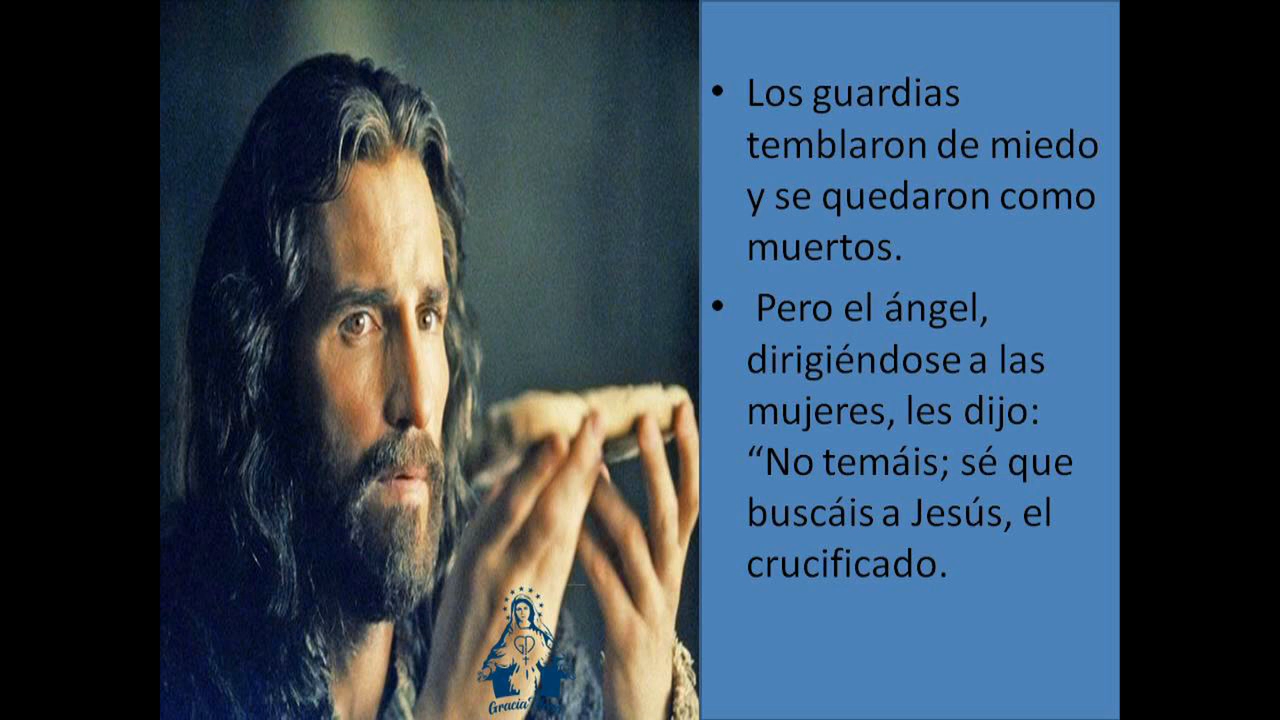 • Los guardias
temblaron de miedo
y se quedaron como
muertos.
• Pero el ángel,
dirigiéndose a las
mujeres, les dijo:
“No temáis; sé que
buscáis a Jesús, el
crucificado.
Gracia